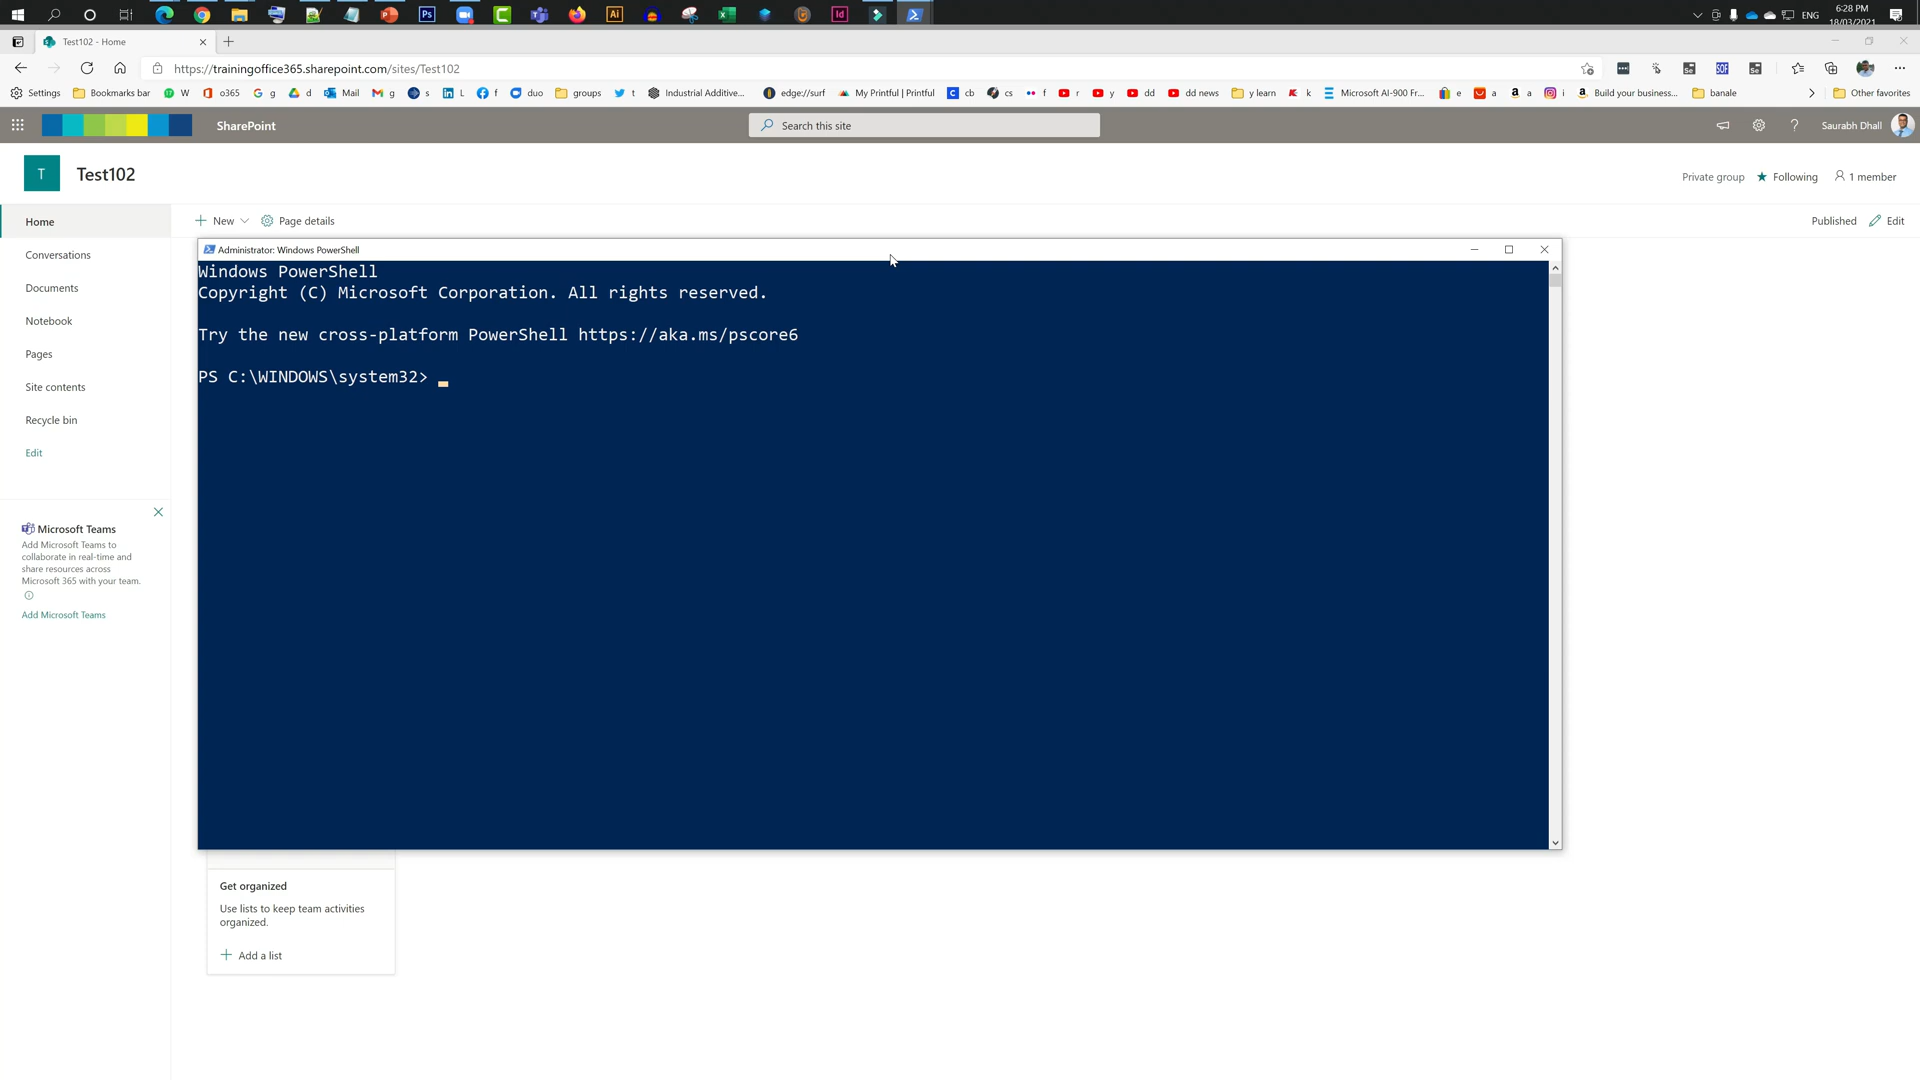 6:28 PM
ENG
18/03/2021
Test102 - Home
https://trainingoffice365.sharepoint.com/sites/Test102
Settings
Bookmarks bar
W
o365
g
d
Mail
g
s
L
f
duo
groups
t
Industrial Additive...
edge://surf
My Printful | Printful
cb
cs
f
r
y
dd
dd news
y learn
k
Microsoft AI-900 Fr...
e
a
a
i
Build your business...
banale
Other favorites
SharePoint
Search this site
Saurabh Dhall
T
Test102
Private group
Following
1 member
Home
New
Page details
Published
Edit
Conversations
Documents
Notebook
Pages
Site contents
Recycle bin
Edit
Microsoft Teams
Add Microsoft Teams to
collaborate in real-time and
share resources across
Microsoft 365 with your team.
Add Microsoft Teams
Administrator: Windows PowerShell
Windows PowerShell
Copyright (C) Microsoft Corporation. All rights reserved.
Try the new cross-platform PowerShell https://aka.ms/pscore6
PS C:\WINDOWS\system32>
Get organized
Use lists to keep team activities
organized.
Add a list